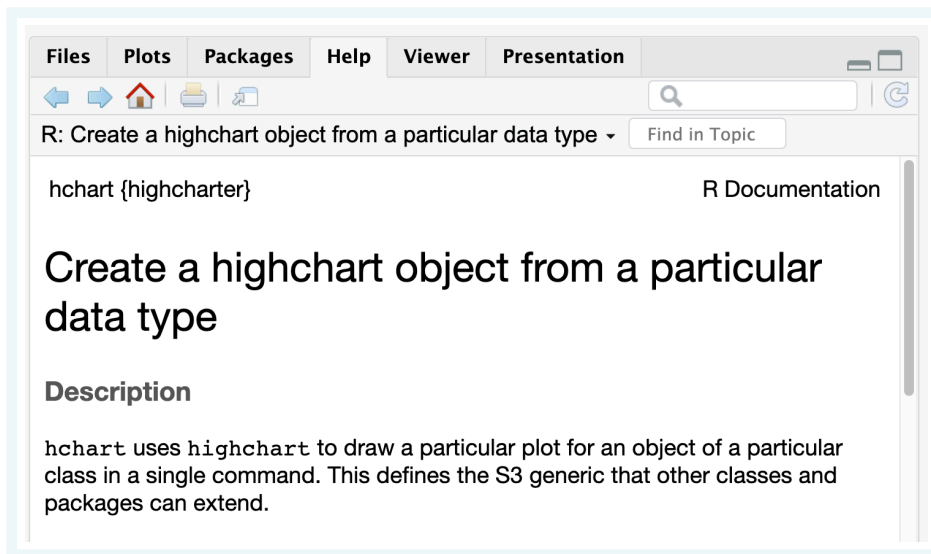 Files Plots Packages Help Viewer Presentation
R: Create a highchart object from a particular data type Find in Topic
hchart {highcharter} R Documentation
Create a highchart object from a particular
data type
Description
hchart uses highchart to draw a particular plot for an object of a particular
class in a single command. This defines the S3 generic that other classes and
packages can extend.